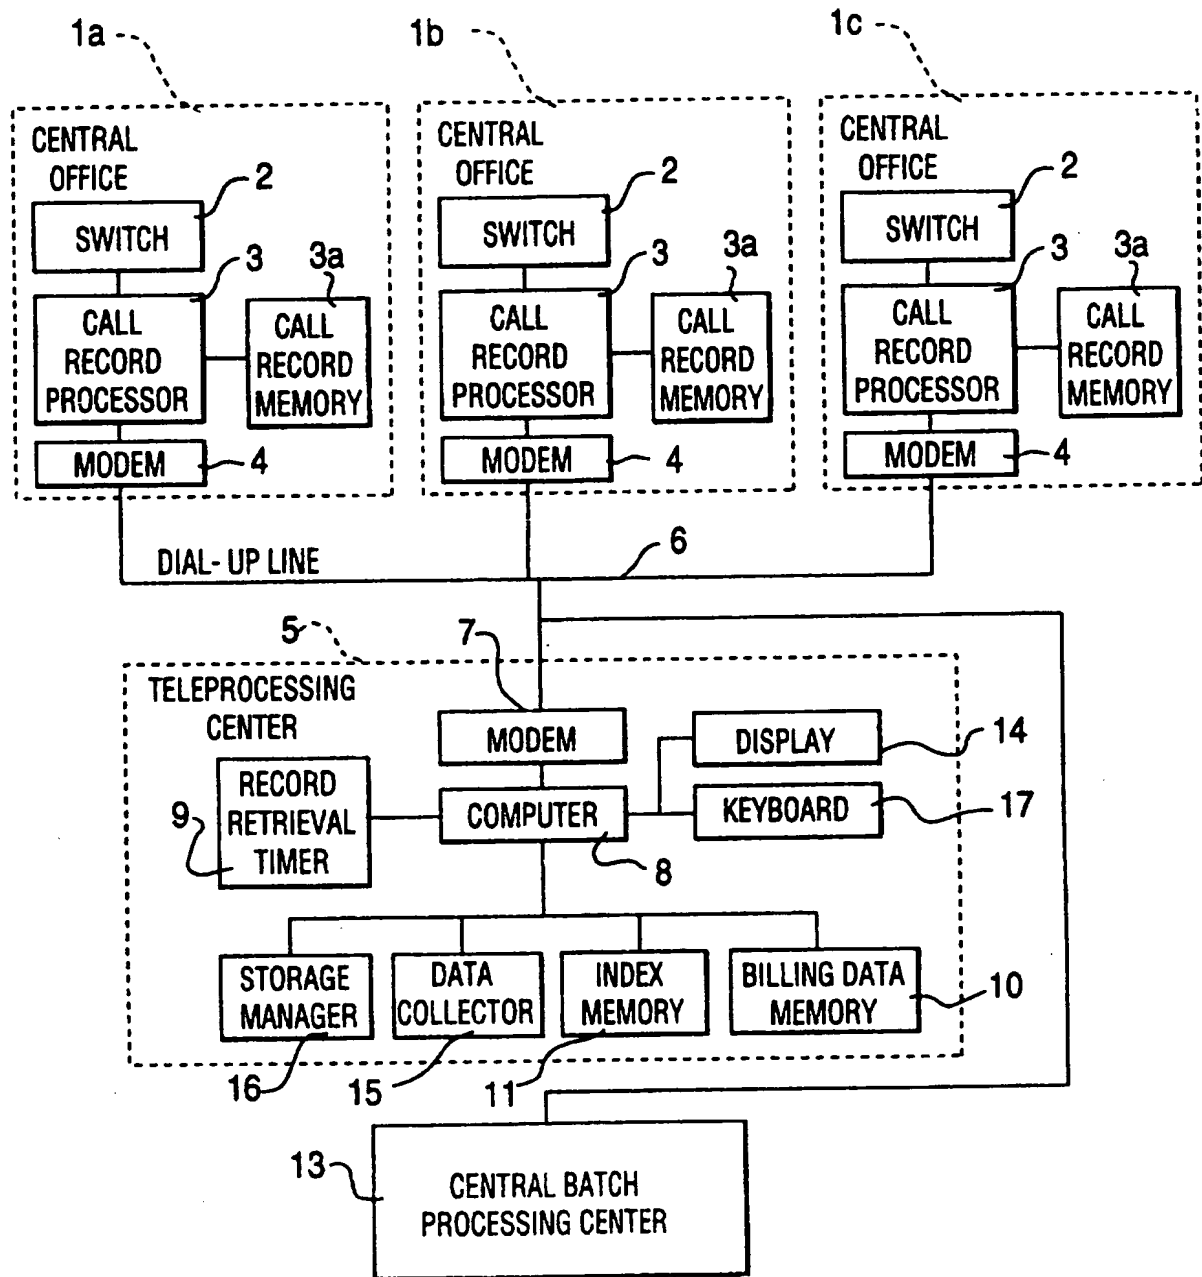 1a
1b
1c
CENTRAL
OFFICE
2
SWITCH
3
3a
CALL
RECORD
PROCESSOR
CALL
RECORD
MEMORY
MODEM
4
CENTRAL
OFFICE
2
SWITCH
3
3a
CALL
RECORD
PROCESSOR
CALL
RECORD
MEMORY
MODEM
4
CENTRAL
OFFICE
2
SWITCH
3
3a
CALL
RECORD
PROCESSOR
CALL
RECORD
MEMORY
MODEM
4
DIAL- UP LINE
6
5
7
TELEPROCESSING
CENTER
MODEM
DISPLAY
14
RECORD
RETRIEVAL
TIMER
9
COMPUTER
8
KEYBOARD
17
STORAGE
MANAGER
DATA
COLLECTOR
INDEX
MEMORY
BILLING DATA
MEMORY
10
16
15
11
13
CENTRAL BATCH
PROCESSING CENTER